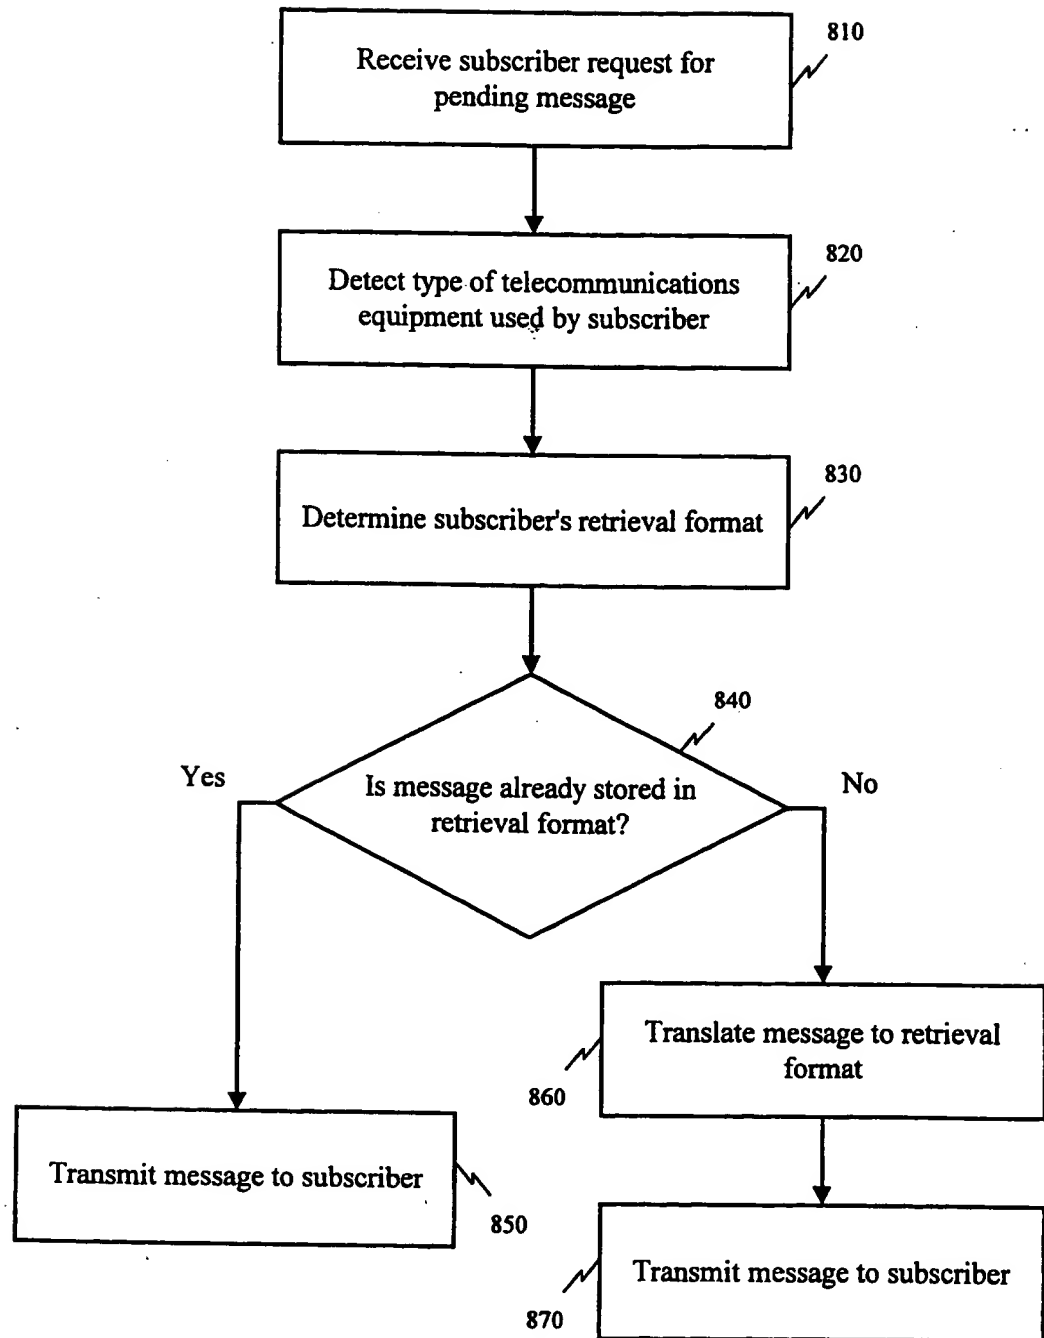 810
Receive subscriber request for
pending message
820
Detect type of telecommunications
equipment used by subscriber
830
Determine subscriber's retrieval format
840
Yes
No
Is message already stored in
retrieval format?
Translate message to retrieval
format
860
Transmit message to subscriber
850
Transmit message to subscriber
870